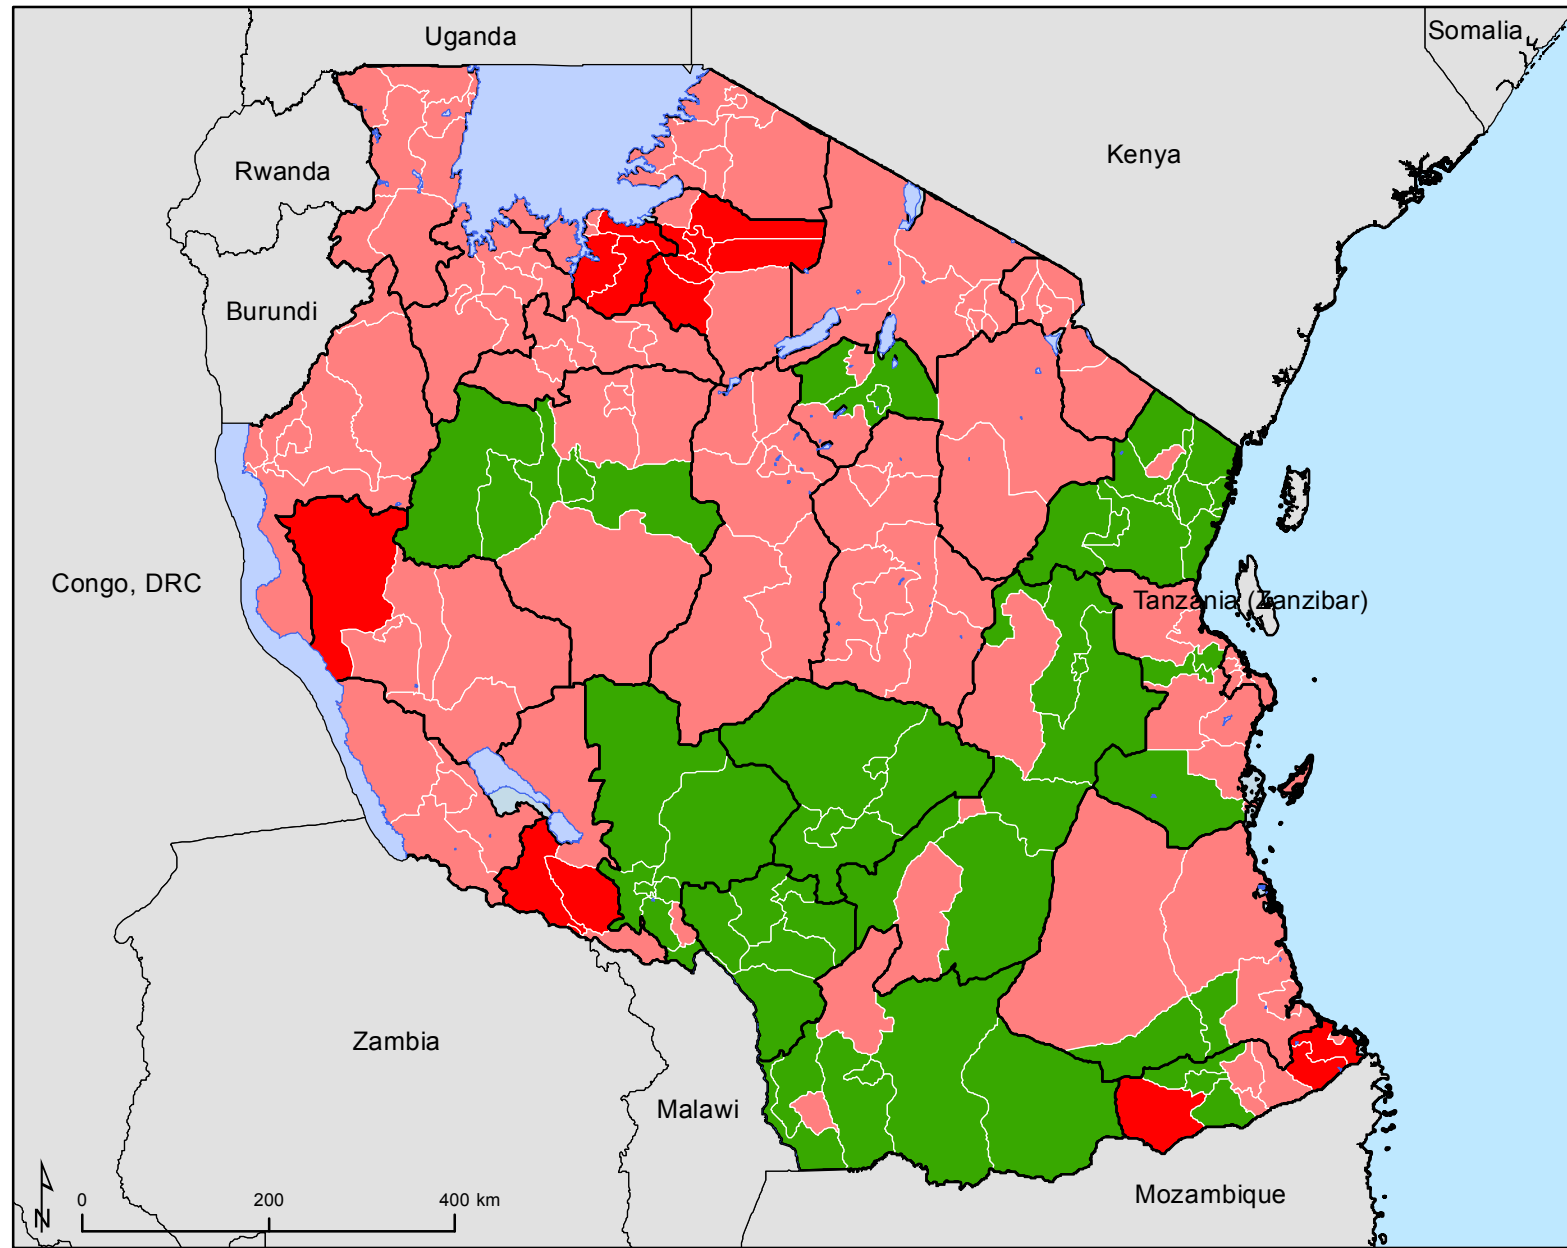 Uganda
Somalia
Kenya
Rwanda
Burundi
Congo, DRC
Tanzania (Zanzibar)
Zambia
Malawi
Mozambique
N
0 200 400 km